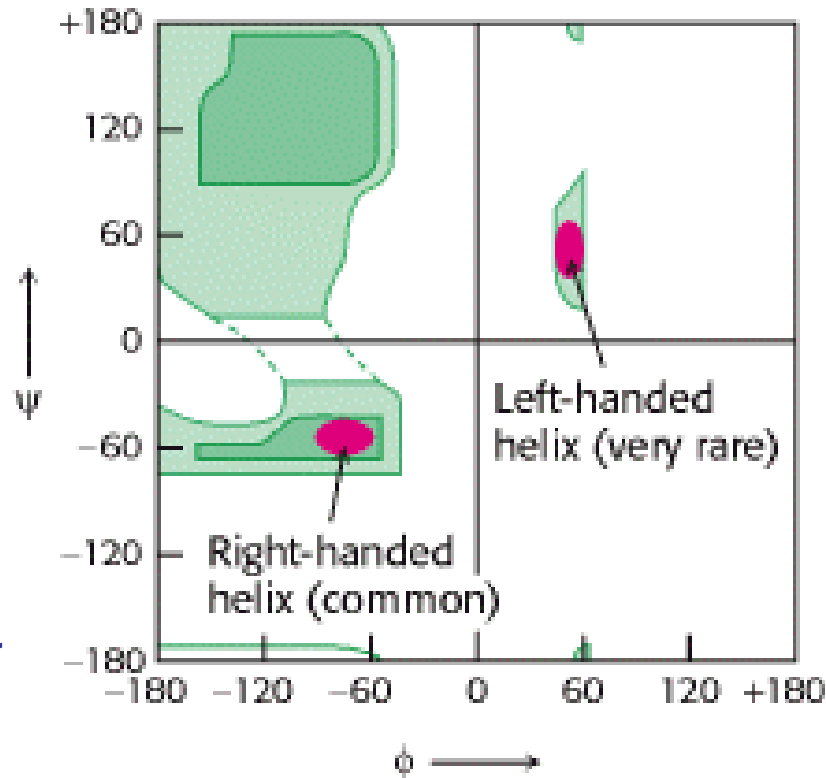 +180
120
60
0
−60
−120
−180
ψ
Left-handed
helix (very rare)
Right-handed
helix (common)
−180 −120 −60 0 60 120 +180
ϕ